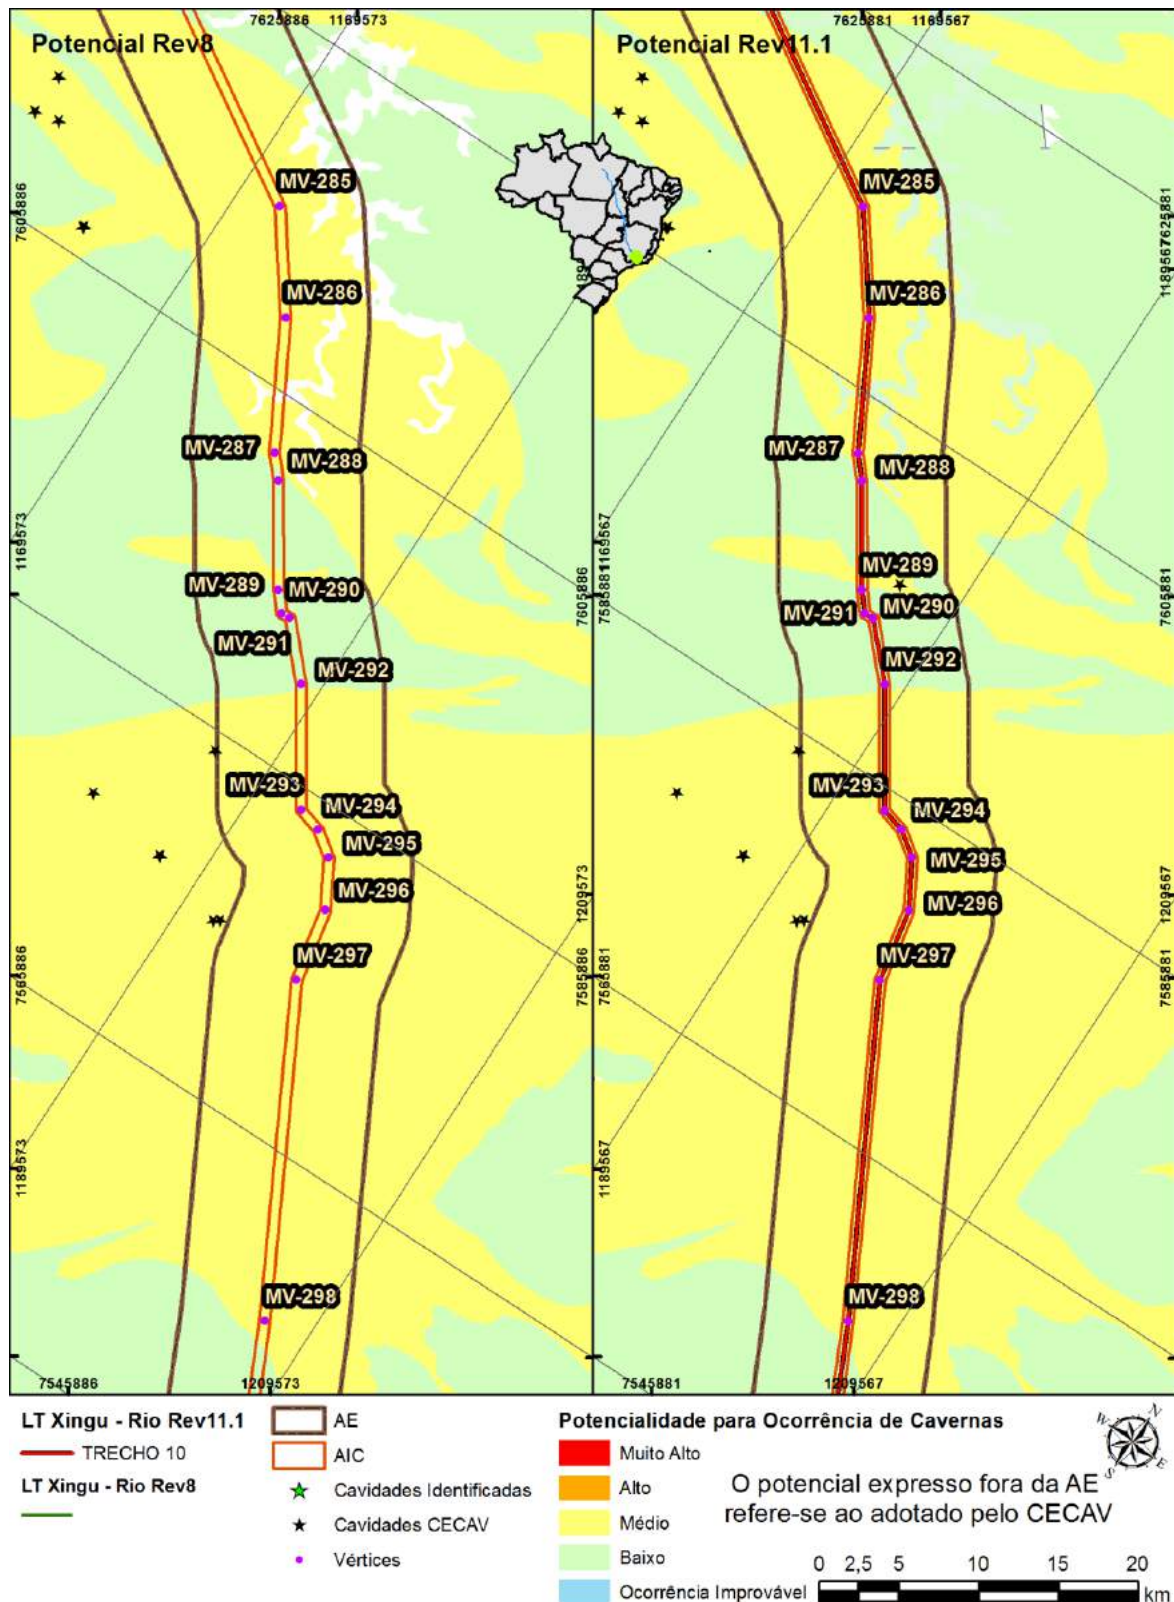 7625886 1169573
7625881 1169567
Potencial Rev8
Potencial Rev11.1
MV-285
MV-286
MV-287
MV-288
MV-289
MV-290
MV-291
MV-292
MV-293
MV-294
MV-295
MV-296
MV-297
MV-298
7605886
1169573
7565886
1189573
7605886
1209573
7585886
7545886
1209573
MV-285
MV-286
MV-287
MV-288
MV-289
MV-290
MV-291
MV-292
MV-293
MV-294
MV-295
MV-296
MV-297
MV-298
1169567
7585881
7565881
1189567
7625881
1189567
7605881
1209567
7585881
7545881
1209567
LT Xingu - Rio Rev11.1
TRECHO 10
LT Xingu - Rio Rev8
AE
AIC
Cavidades Identificadas
Cavidades CECAV
Vértices
Potencialidade para Ocorrência de Cavernas
Muito Alto
Alto
Médio
Baixo
Ocorrência Improvável
N
W
E
S
O potencial expresso fora da AE
refere-se ao adotado pelo CECAV
0 2,5 5 10 15 20
km